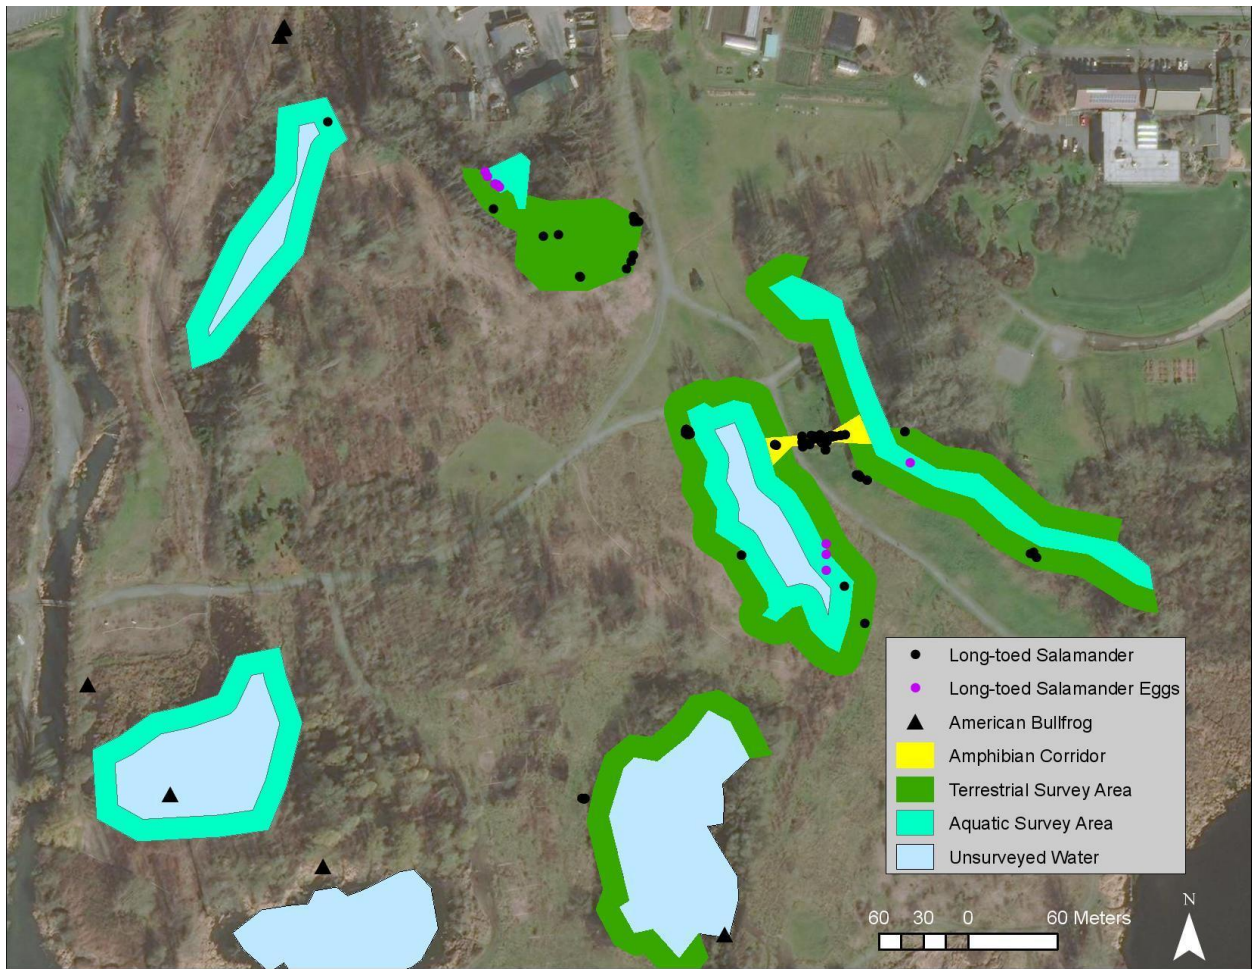 Long-toed Salamander
Long-toed Salamander Eggs
American Bullfrog
Amphibian Corridor
Terrestrial Survey Area
Aquatic Survey Area
Unsurveyed Water
60 30 0 60 Meters
N